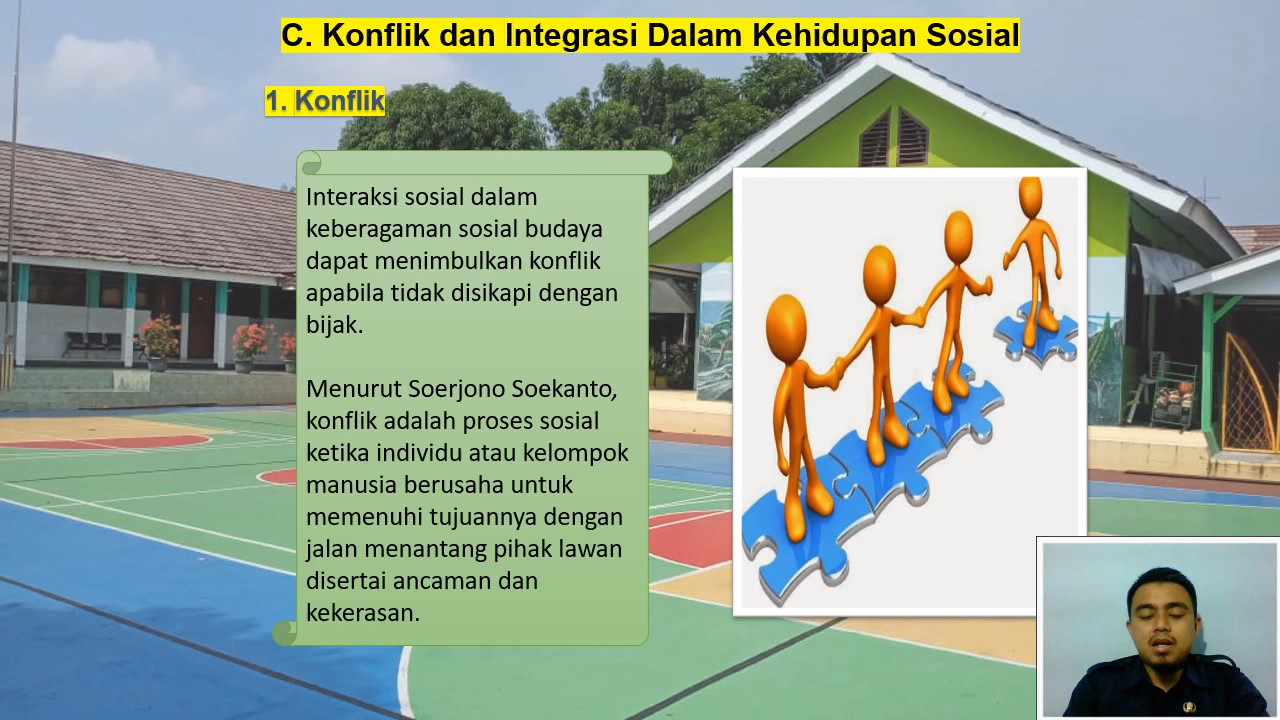 C. Konflik dan Integrasi Dalam Kehidupan Sosial
1. Konflik
Interaksi sosial dalam
keberagaman sosial budaya
dapat menimbulkan konflik
apabila tidak disikapi dengan
bijak.
Menurut Soerjono Soekanto,
konflik adalah proses sosial
ketika individu atau kelompok
manusia berusaha untuk
memenuhi tujuannya dengan
jalan menantang pihak lawan
disertai ancaman dan
kekerasan.